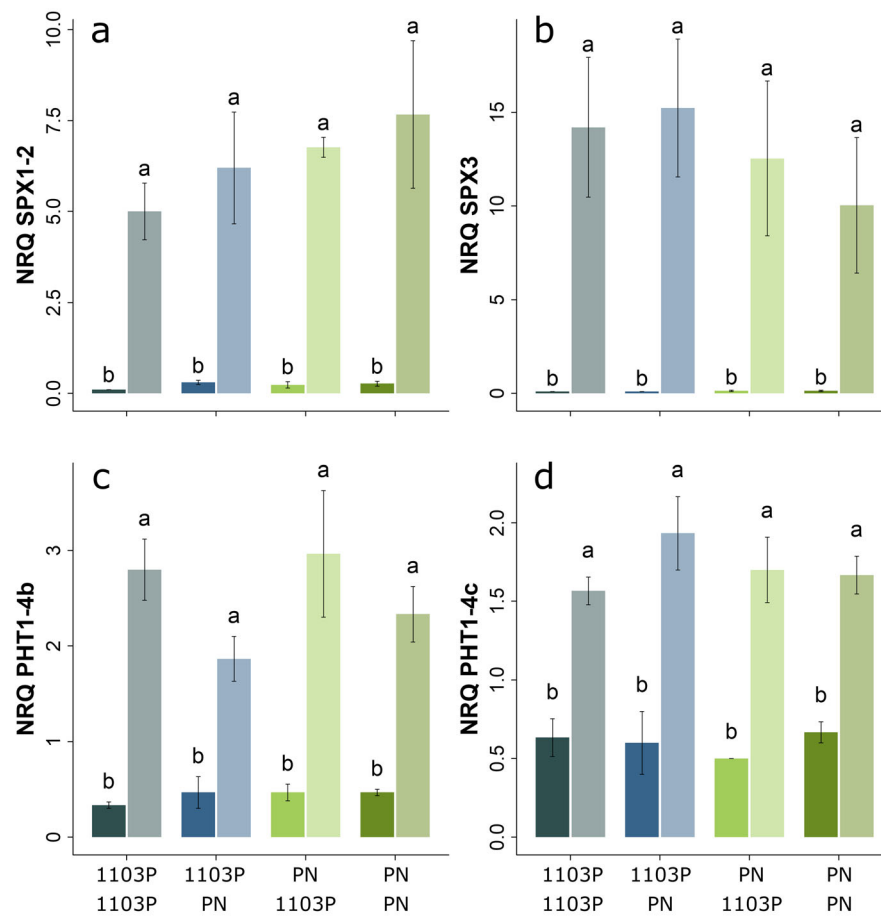 a
NRQ SPX1-2
0.0
2.5
5.0
7.5
10.0
b
a
b
a
b
a
b
a
b
NRQ SPX3
0
5
10
15
b
a
b
a
b
a
b
a
c
NRQ PHT1-4b
0
1
2
3
b
a
b
a
b
a
b
a
1103P 1103P PN PN
1103P PN 1103P PN
d
NRQ PHT1-4c
0.0
0.5
1.0
1.5
2.0
b
a
b
a
b
a
b
a
1103P 1103P PN PN
1103P PN 1103P PN